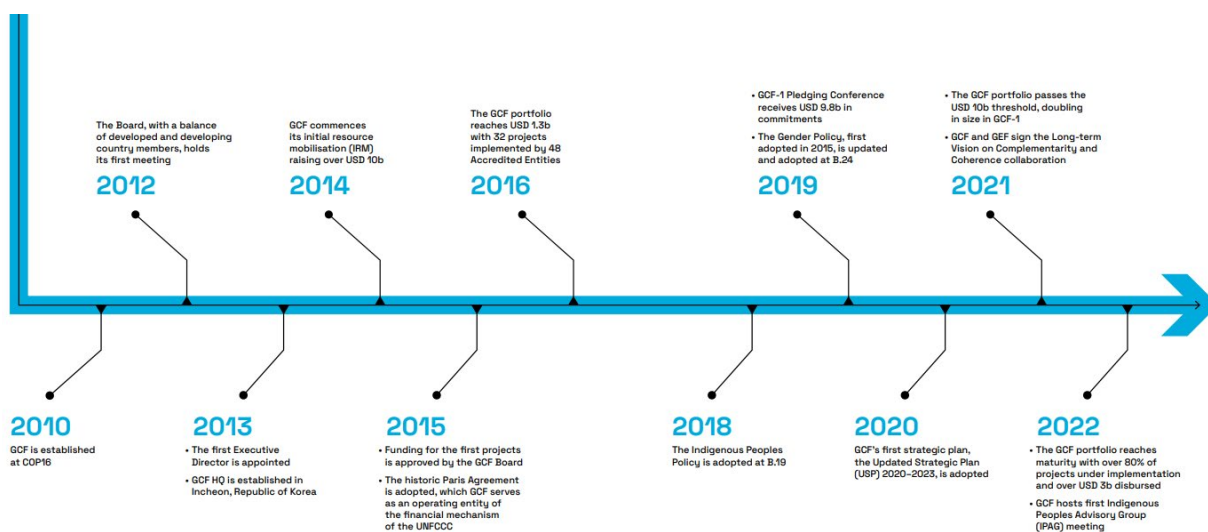 The Board, with a balance
of developed and developing
country members, holds
its first meeting
2012
GCF commences
its initial resource
mobilisation (IRM)
raising over USD 10b
2014
The GCF portfolio
reaches USD 1.3b
with 32 projects
implemented by 48
Accredited Entities
2016
• GCF-1 Pledging Conference
receives USD 9.8b in
commitments
• The Gender Policy, first
adopted in 2015, is updated
and adopted at B.24
2019
• The GCF portfolio passes the
USD 10b threshold, doubling
in size in GCF-1
• GCF and GEF sign the Long-term
Vision on Complementarity and
Coherence collaboration
2021
2010
GCF is established
at COP16
2013
• The first Executive
Director is appointed
• GCF HQ is established in
Incheon, Republic of Korea
2015
• Funding for the first projects
is approved by the GCF Board
• The historic Paris Agreement
is adopted, which GCF serves
as an operating entity of
the financial mechanism
of the UNFCCC
2018
The Indigenous Peoples
Policy is adopted at B.19
2020
GCF's first strategic plan,
the Updated Strategic Plan
(USP) 2020–2023, is adopted
2022
• The GCF portfolio reaches
maturity with over 80% of
projects under implementation
and over USD 3b disbursed
• GCF hosts first Indigenous
Peoples Advisory Group
(IPAG) meeting